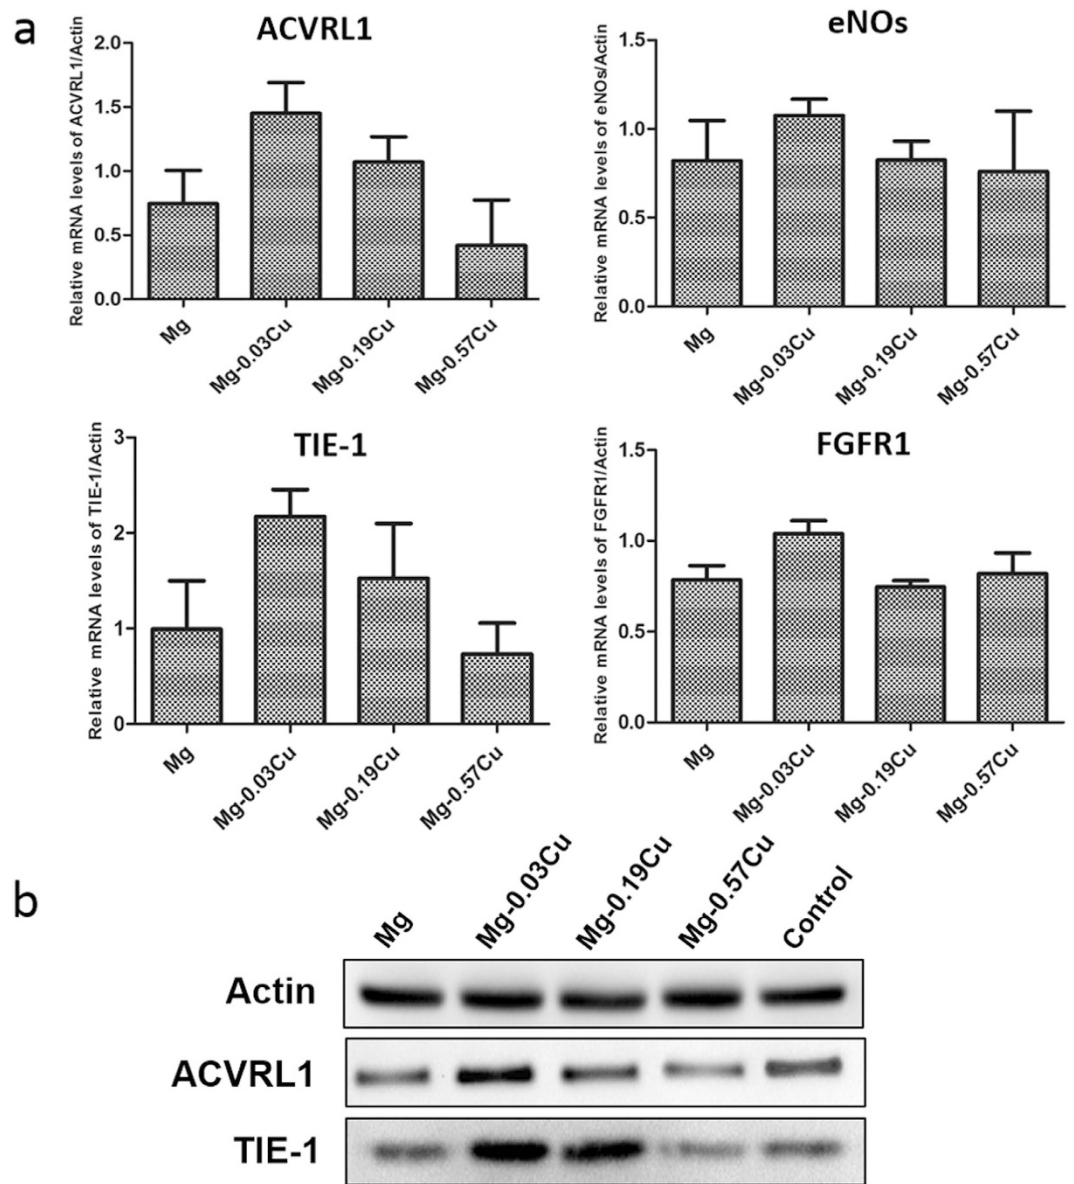 a
ACVRL1
Relative mRNA levels of ACVRL1/Actin
2.0
1.5
1.0
0.5
0.0
Mg
Mg-0.03Cu
Mg-0.19Cu
Mg-0.57Cu
eNOs
Relative mRNA levels of eNOs/Actin
1.5
1.0
0.5
0.0
Mg
Mg-0.03Cu
Mg-0.19Cu
Mg-0.57Cu
TIE-1
Relative mRNA levels of TIE-1/Actin
3
2
1
0
Mg
Mg-0.03Cu
Mg-0.19Cu
Mg-0.57Cu
FGFR1
Relative mRNA levels of FGFR1/Actin
1.5
1.0
0.5
0.0
Mg
Mg-0.03Cu
Mg-0.19Cu
Mg-0.57Cu
b
Mg
Mg-0.03Cu
Mg-0.19Cu
Mg-0.57Cu
Control
Actin
ACVRL1
TIE-1